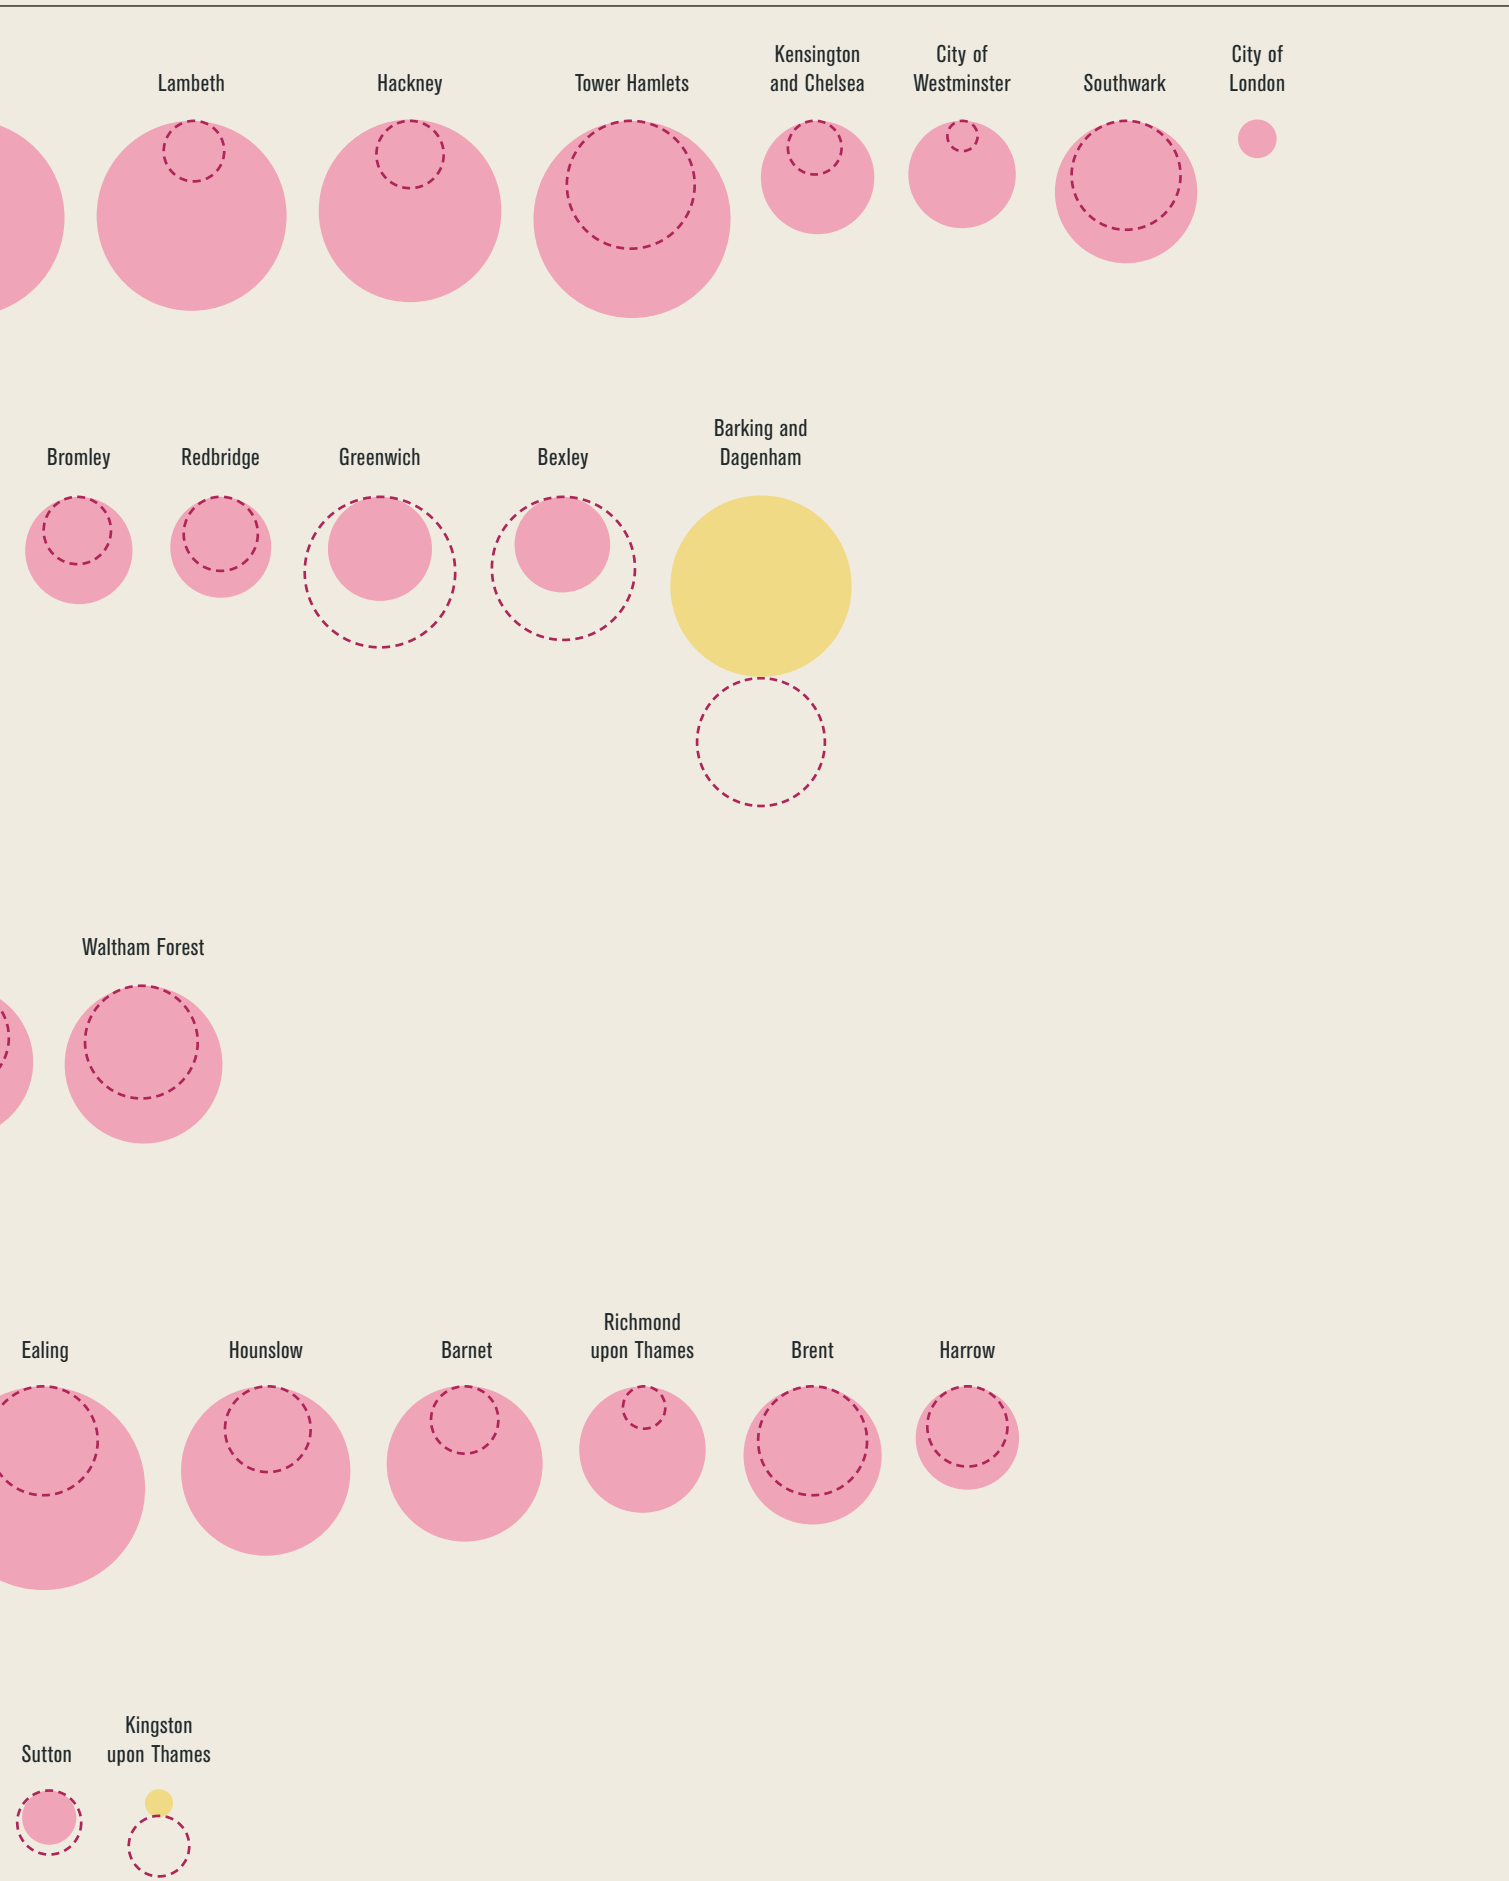 Lambeth
Hackney
Tower Hamlets
Kensington
and Chelsea
City of
Westminster
Southwark
City of
London
Bromley
Redbridge
Greenwich
Bexley
Barking and
Dagenham
Waltham Forest
Ealing
Hounslow
Barnet
Richmond
upon Thames
Brent
Harrow
Sutton
Kingston
upon Thames